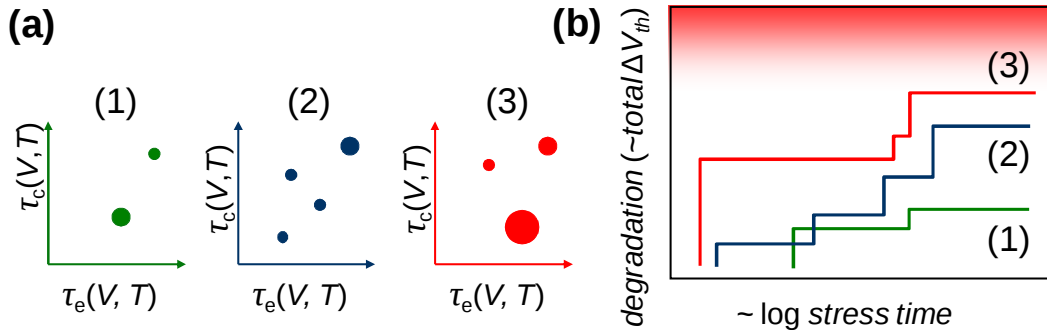 (a)
(1)
τc(V, T)
τe(V, T)
(2)
τc(V, T)
τe(V, T)
(3)
τc(V, T)
τe(V, T)
(b)
degradation (~total ΔVth)
(3)
(2)
(1)
~ log stress time